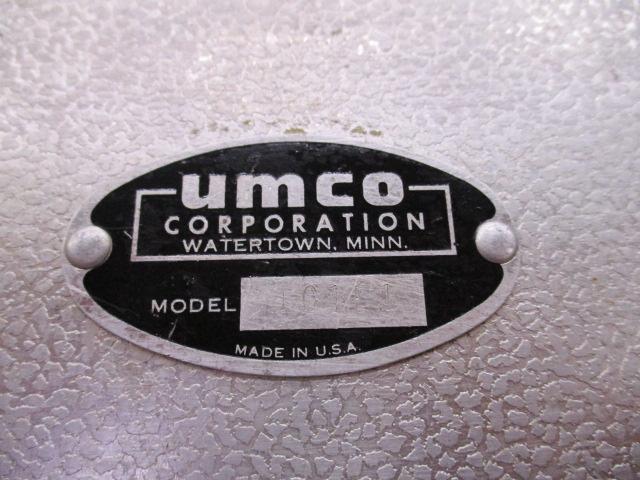 umco
CORPORATION
WATERTOWN, MINN.
MODEL
MADE IN U.S.A.